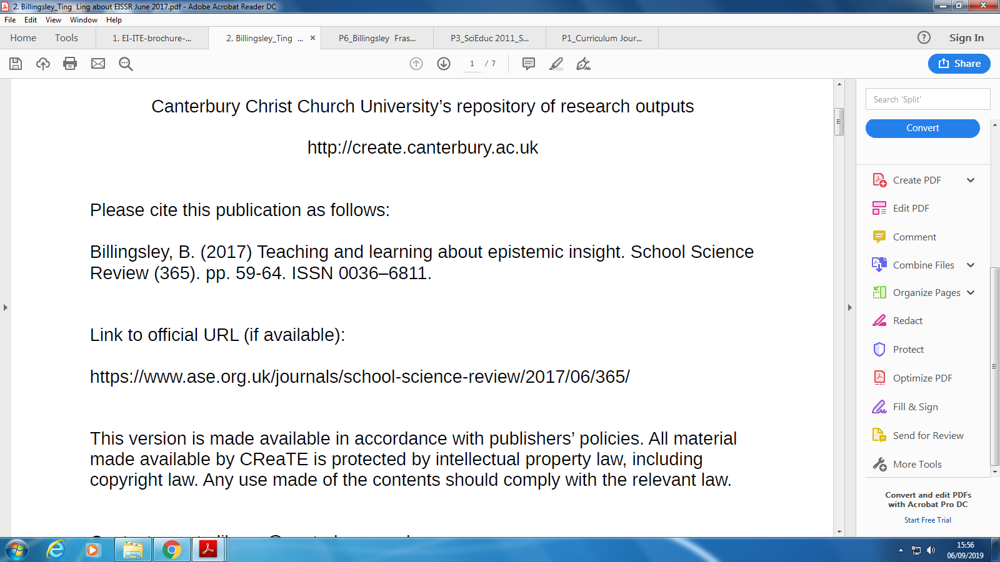 2. Billingsley_Ting  Ling about EISSR June 2017.pdf - Adobe Acrobat Reader DC
File Edit View Window Help
Home Tools 1. EI-ITE-brochure-... 2. Billingsley_Ting ... P6_Billingsley Fras... P3_SciEduc 2011_S... P1_Curriculum Jour... Sign In
1 / 7 Share
Canterbury Christ Church University’s repository of research outputs
http://create.canterbury.ac.uk
Please cite this publication as follows:
Billingsley, B. (2017) Teaching and learning about epistemic insight. School Science
Review (365). pp. 59-64. ISSN 0036–6811.
Link to official URL (if available):
https://www.ase.org.uk/journals/school-science-review/2017/06/365/
This version is made available in accordance with publishers’ policies. All material
made available by CReaTE is protected by intellectual property law, including
copyright law. Any use made of the contents should comply with the relevant law.
Search 'Split'
Convert
Create PDF
Edit PDF
Comment
Combine Files
Organize Pages
Redact
Protect
Optimize PDF
Fill & Sign
Send for Review
More Tools
Convert and edit PDFs
with Acrobat Pro DC
Start Free Trial
15:56
06/09/2019